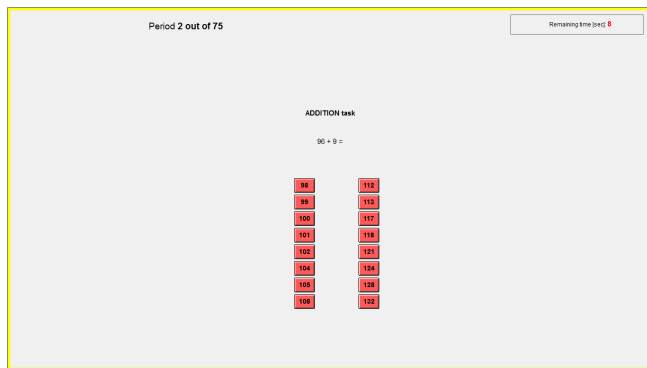 Period 2 out of 75
Remaining time [sec]: 8
ADDITION task
96 + 9 =
98 112
99 113
100 117
101 118
102 121
104 124
105 128
108 132